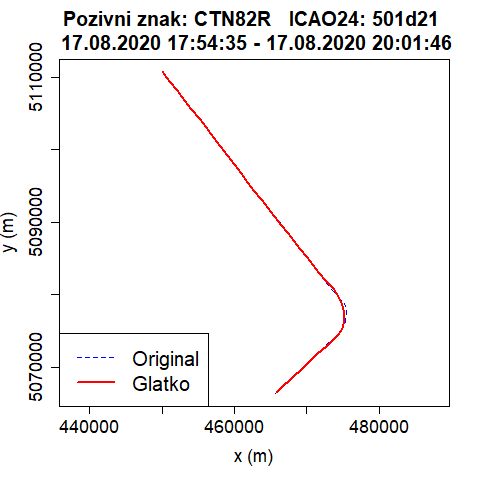 Pozivni znak: CTN82R   ICAO24: 501d21
17.08.2020 17:54:35 - 17.08.2020 20:01:46
5110000
5090000
5070000
y (m)
Original
Glatko
440000
460000
480000
x (m)